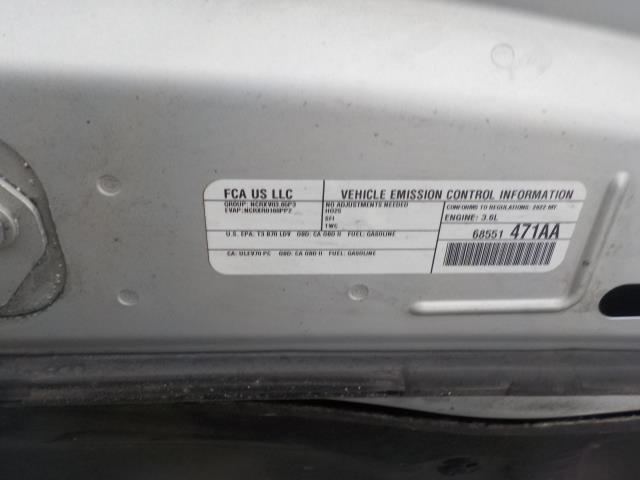 FCA US LLC
VEHICLE EMISSION CONTROL INFORMATION
GROUP: NCRXV03.65P3
EVAP: NCRXR0180PP2
NO ADJUSTMENTS NEEDED
HO2S
SFI
TWC
CONFORMS TO REGULATIONS: 2022 MY
ENGINE: 3.6L
U.S. EPA: T3 B70 LDV OBD: CA OBD II FUEL: GASOLINE
CA: ULEV70 PC OBD: CA OBD II FUEL: GASOLINE
68551 471AA